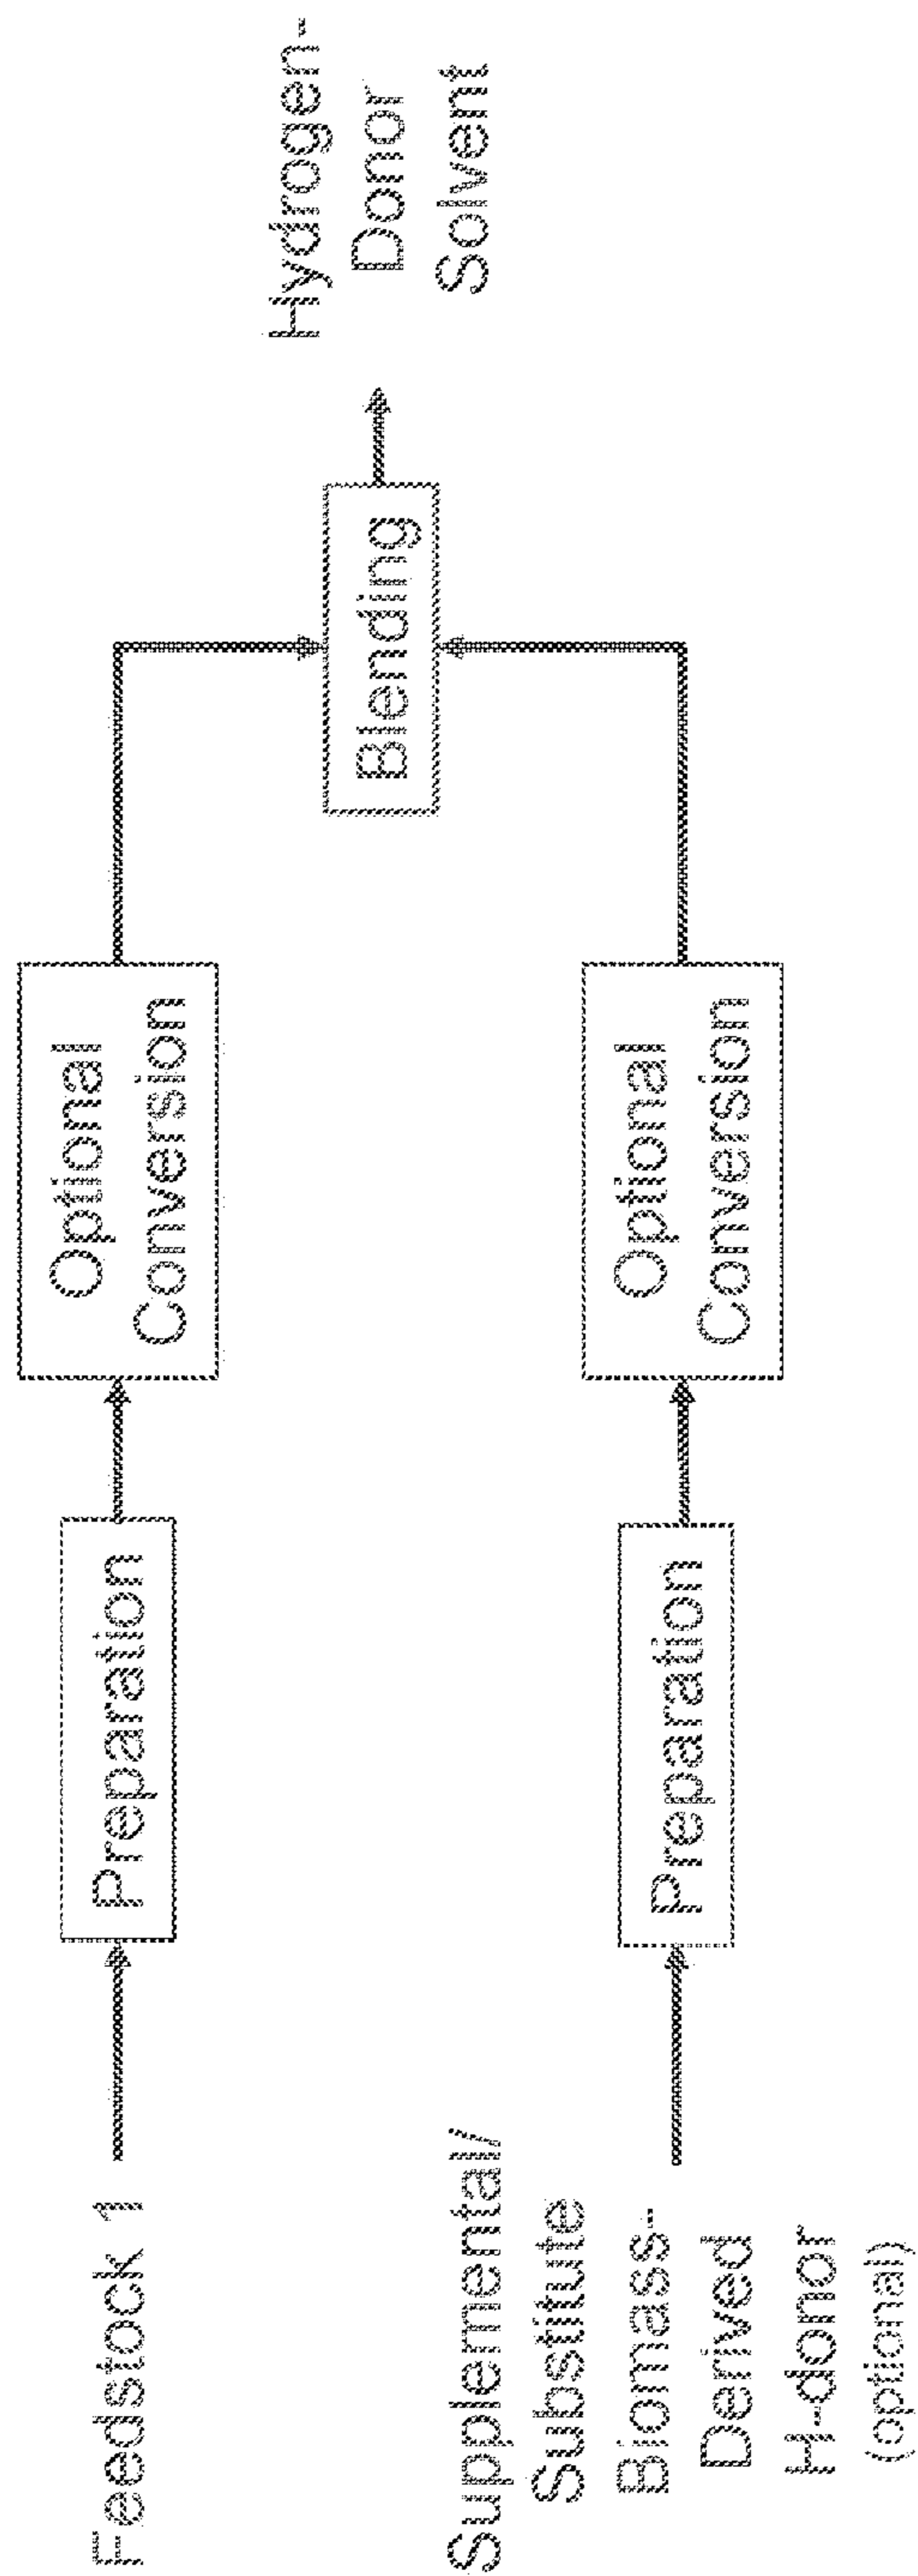 Feedstock 1
Preparation
Optional
Conversion
Supplemental/
Substitute
Biomass-
Derived
H-donor
(optional)
Preparation
Optional
Conversion
Blending
Hydrogen-
Donor
Solvent